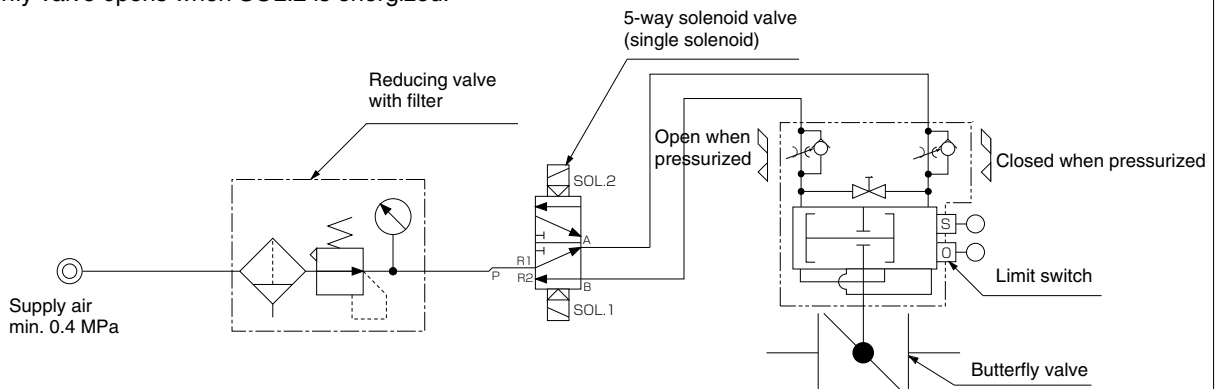 valve opens when SOL.2 is energized.
5-way solenoid valve
(single solenoid)
Reducing valve
with filter
Open when
pressurized
Closed when pressurized
SOL.2
A
R1
P
R2
B
SOL.1
S
O
Limit switch
Supply air
min. 0.4 MPa
Butterfly valve